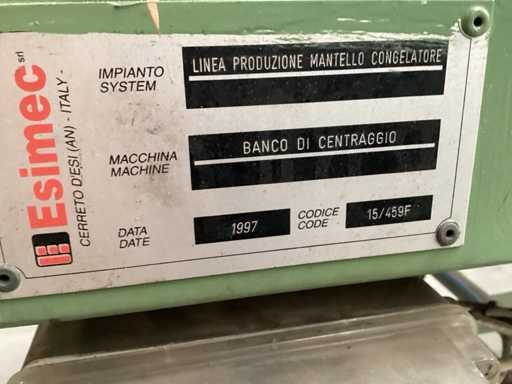 Esimec srl
CERRETO D'ESI (AN) - ITALY -
IMPIANTO
SYSTEM
LINEA PRODUZIONE MANTELLO CONGELATORE
MACCHINA
MACHINE
BANCO DI CENTRAGGIO
DATA
DATE
1997
CODICE
CODE
15/459F